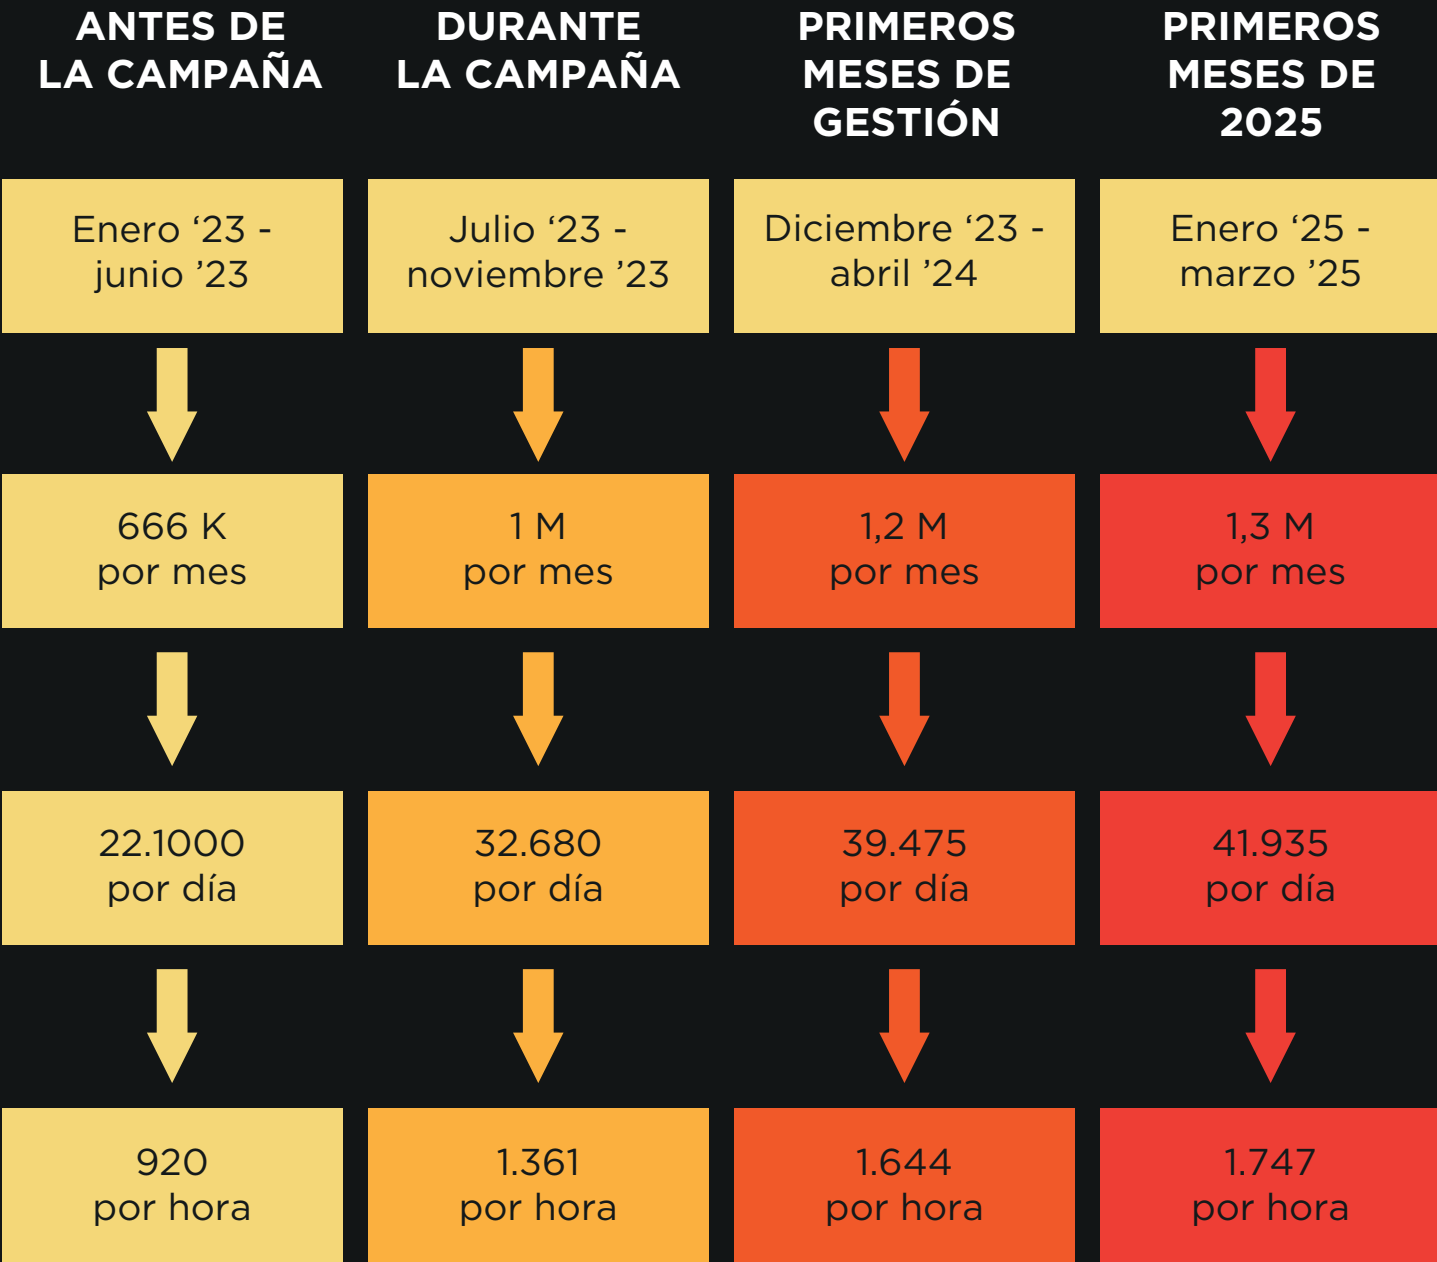 ANTES DE
LA CAMPAÑA
DURANTE
LA CAMPAÑA
PRIMEROS
MESES DE
GESTIÓN
PRIMEROS
MESES DE
2025
Enero ‘23 -
junio ’23
Julio ‘23 -
noviembre ’23
Diciembre ‘23 -
abril ’24
Enero ‘25 -
marzo ’25
666 K
por mes
1 M
por mes
1,2 M
por mes
1,3 M
por mes
22.1000
por día
32.680
por día
39.475
por día
41.935
por día
920
por hora
1.361
por hora
1.644
por hora
1.747
por hora